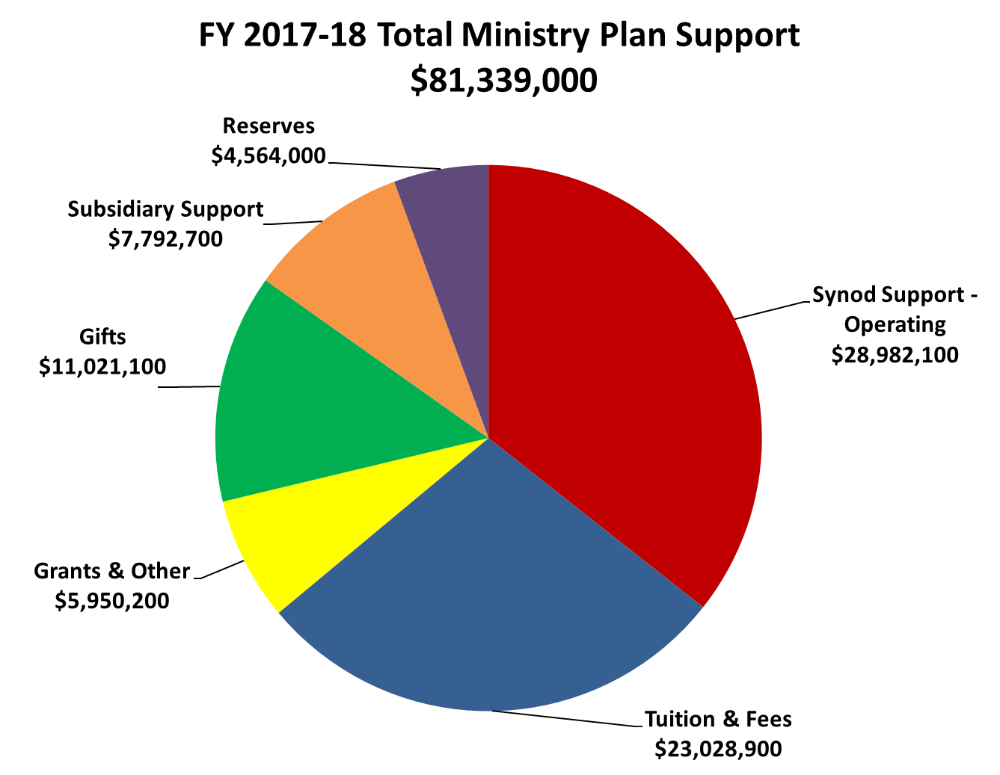 FY 2017-18 Total Ministry Plan Support
$81,339,000
Reserves
$4,564,000
Subsidiary Support
$7,792,700
Synod Support -
Operating
$28,982,100
Gifts
$11,021,100
Grants & Other
$5,950,200
Tuition & Fees
$23,028,900